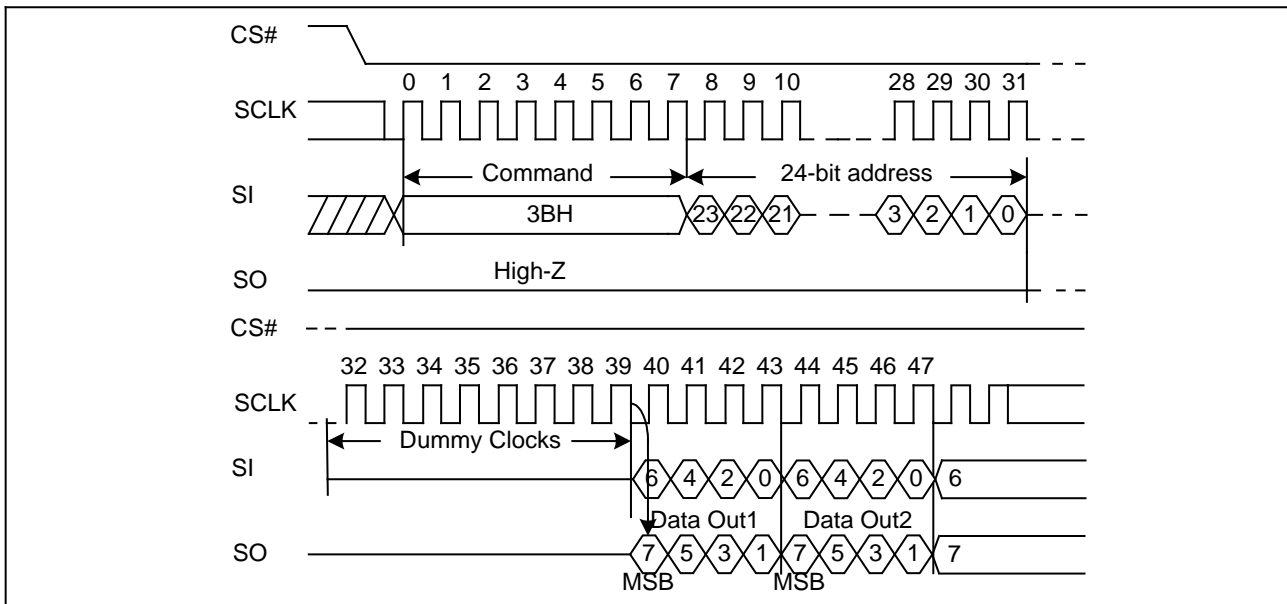 CS#
0 1 2 3 4 5 6 7 8 9 10 28 29 30 31
SCLK
Command 24-bit address
SI
3BH 23 22 21 3 2 1 0
High-Z
SO
CS#
32 33 34 35 36 37 38 39 40 41 42 43 44 45 46 47
SCLK
Dummy Clocks
SI
6 4 2 0 6 4 2 0 6
Data Out1 Data Out2
SO
7 5 3 1 7 5 3 1 7
MSB MSB